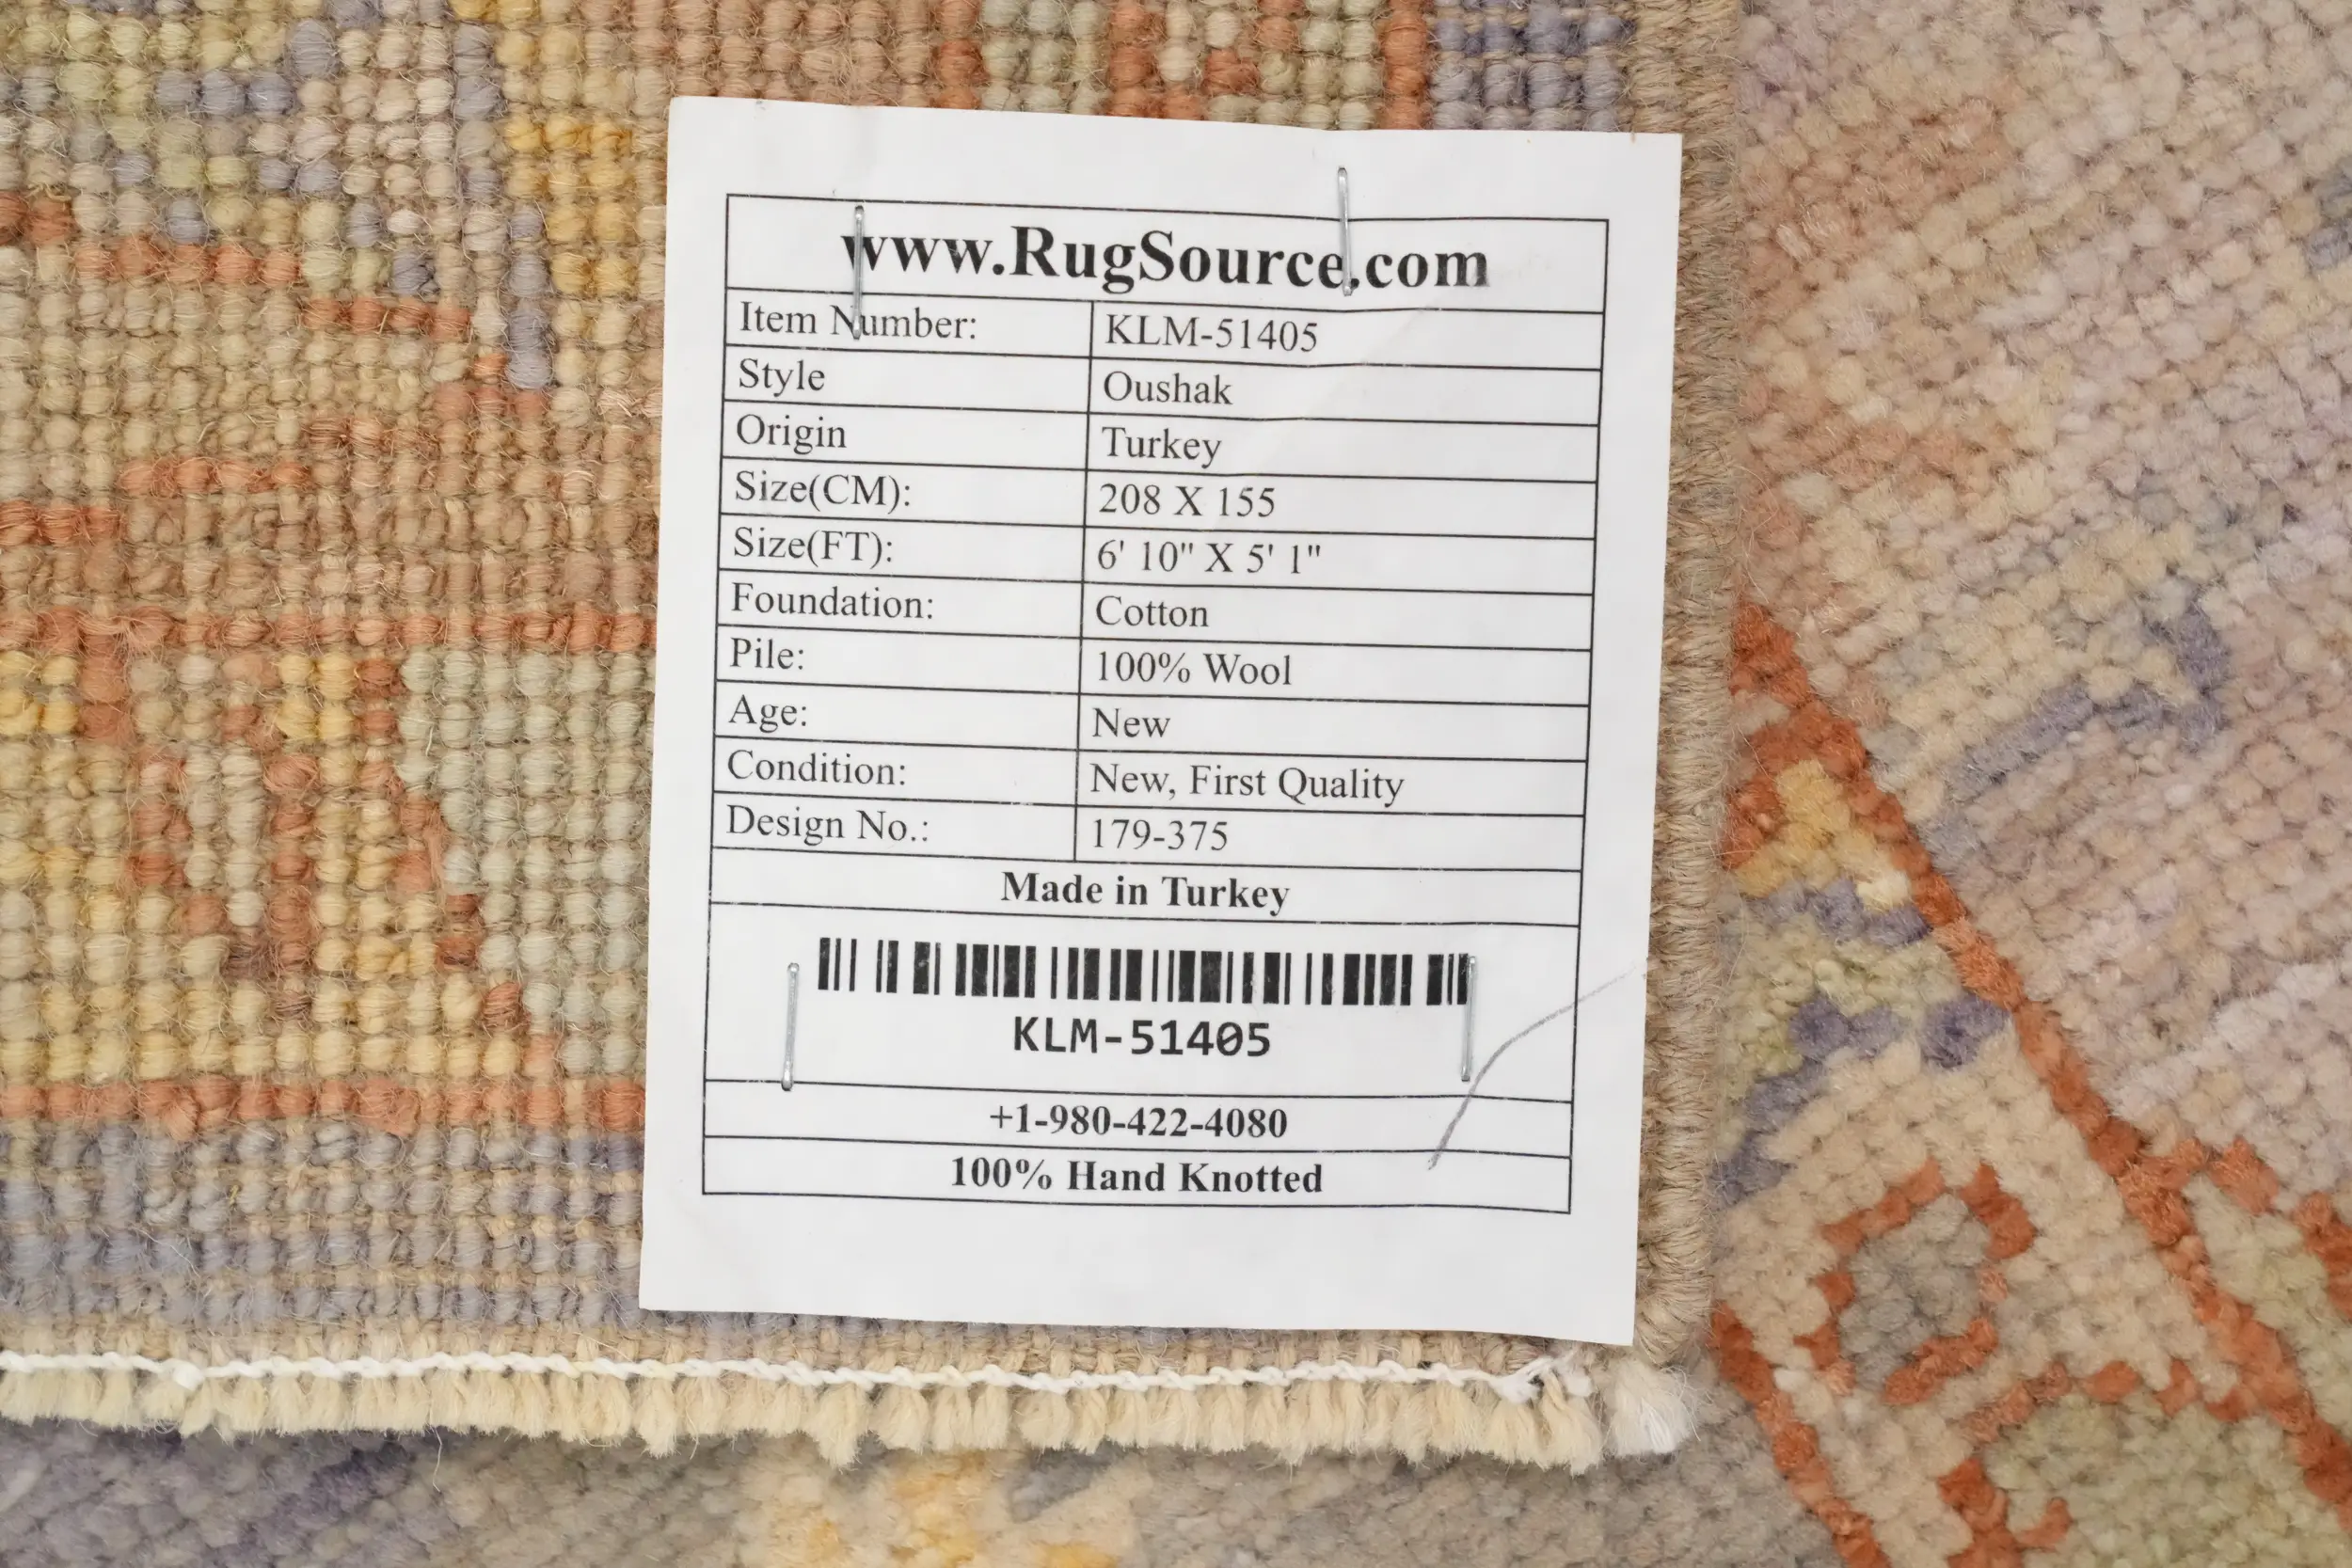 www.RugSource.com
Item Number: KLM-51405
Style Oushak
Origin Turkey
Size(CM): 208 X 155
Size(FT): 6' 10" X 5' 1"
Foundation: Cotton
Pile: 100% Wool
Age: New
Condition: New, First Quality
Design No.: 179-375
Made in Turkey
KLM-51405
+1-980-422-4080
100% Hand Knotted